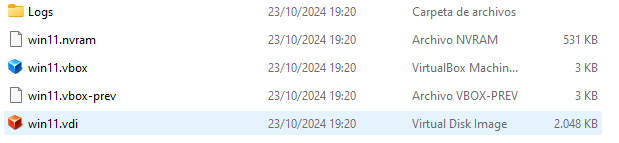 Logs 23/10/2024 19:20 Carpeta de archivos
win11.nvram 23/10/2024 19:20 Archivo NVRAM 531 KB
win11.vbox 23/10/2024 19:20 VirtualBox Machin... 3 KB
win11.vbox-prev 23/10/2024 19:20 Archivo VBOX-PREV 3 KB
win11.vdi 23/10/2024 19:20 Virtual Disk Image 2.048 KB